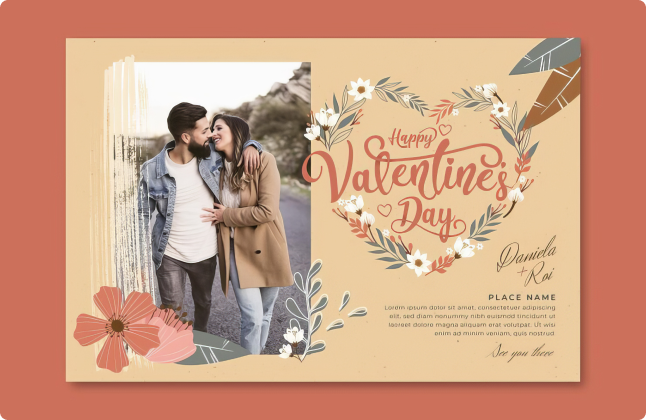 Happy
Valentine's
Day
Daniela
+
Roi
PLACE NAME
Lorem ipsum dolor sit amet, consectetuer adipiscing
elit, sed diam nonummy nibh euismod tincidunt ut
laoreet dolore magna aliquam erat volutpat. Ut wisi
enim ad minim veniam, quis nostrud
See you there